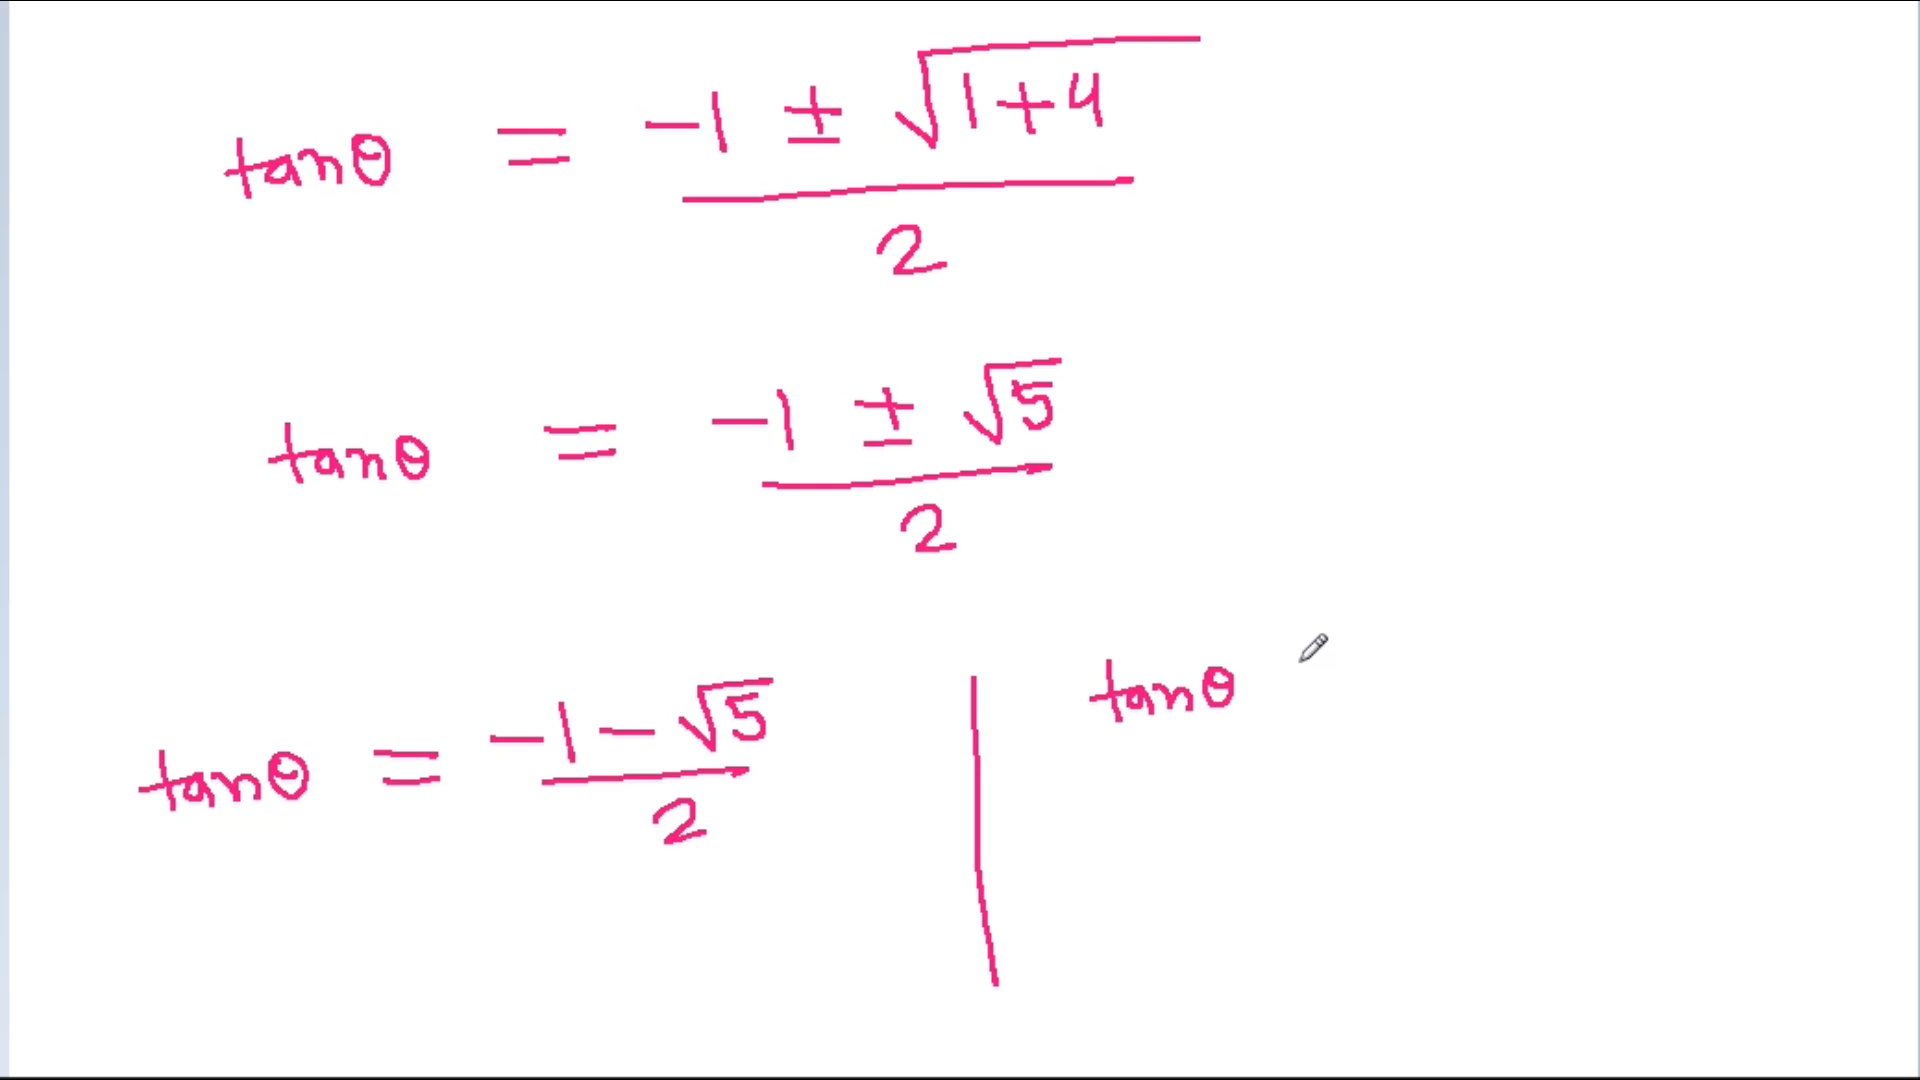 tanθ = (-1 ± √(1+4))/2
tanθ = (-1 ± √5)/2
tanθ = (-1-√5)/2 | tanθ